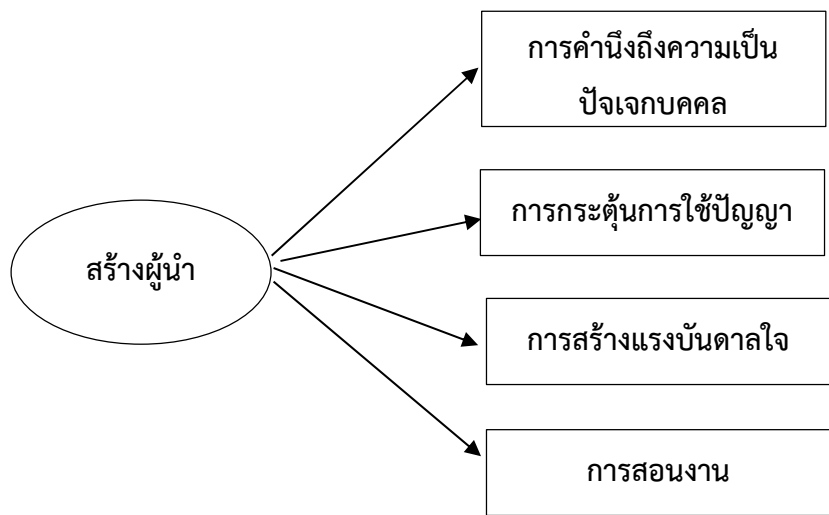 การคำนึงถึงความเป็น
ปัจเจกบคคล
การกระตุ้นการใช้ปัญญา
สร้างผู้นำ
การสร้างแรงบันดาลใจ
การสอนงาน